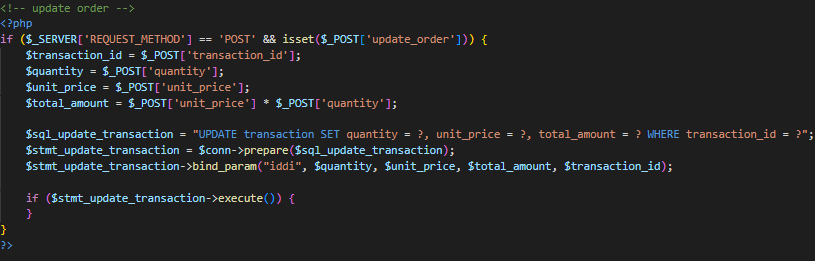 <!-- update order -->
<?php
if ($_SERVER['REQUEST_METHOD'] == 'POST' && isset($_POST['update_order'])) {
    $transaction_id = $_POST['transaction_id'];
    $quantity = $_POST['quantity'];
    $unit_price = $_POST['unit_price'];
    $total_amount = $_POST['unit_price'] * $_POST['quantity'];

    $sql_update_transaction = "UPDATE transaction SET quantity = ?, unit_price = ?, total_amount = ? WHERE transaction_id = ?";
    $stmt_update_transaction = $conn->prepare($sql_update_transaction);
    $stmt_update_transaction->bind_param("iddi", $quantity, $unit_price, $total_amount, $transaction_id);

    if ($stmt_update_transaction->execute()) {
    }
}
?>